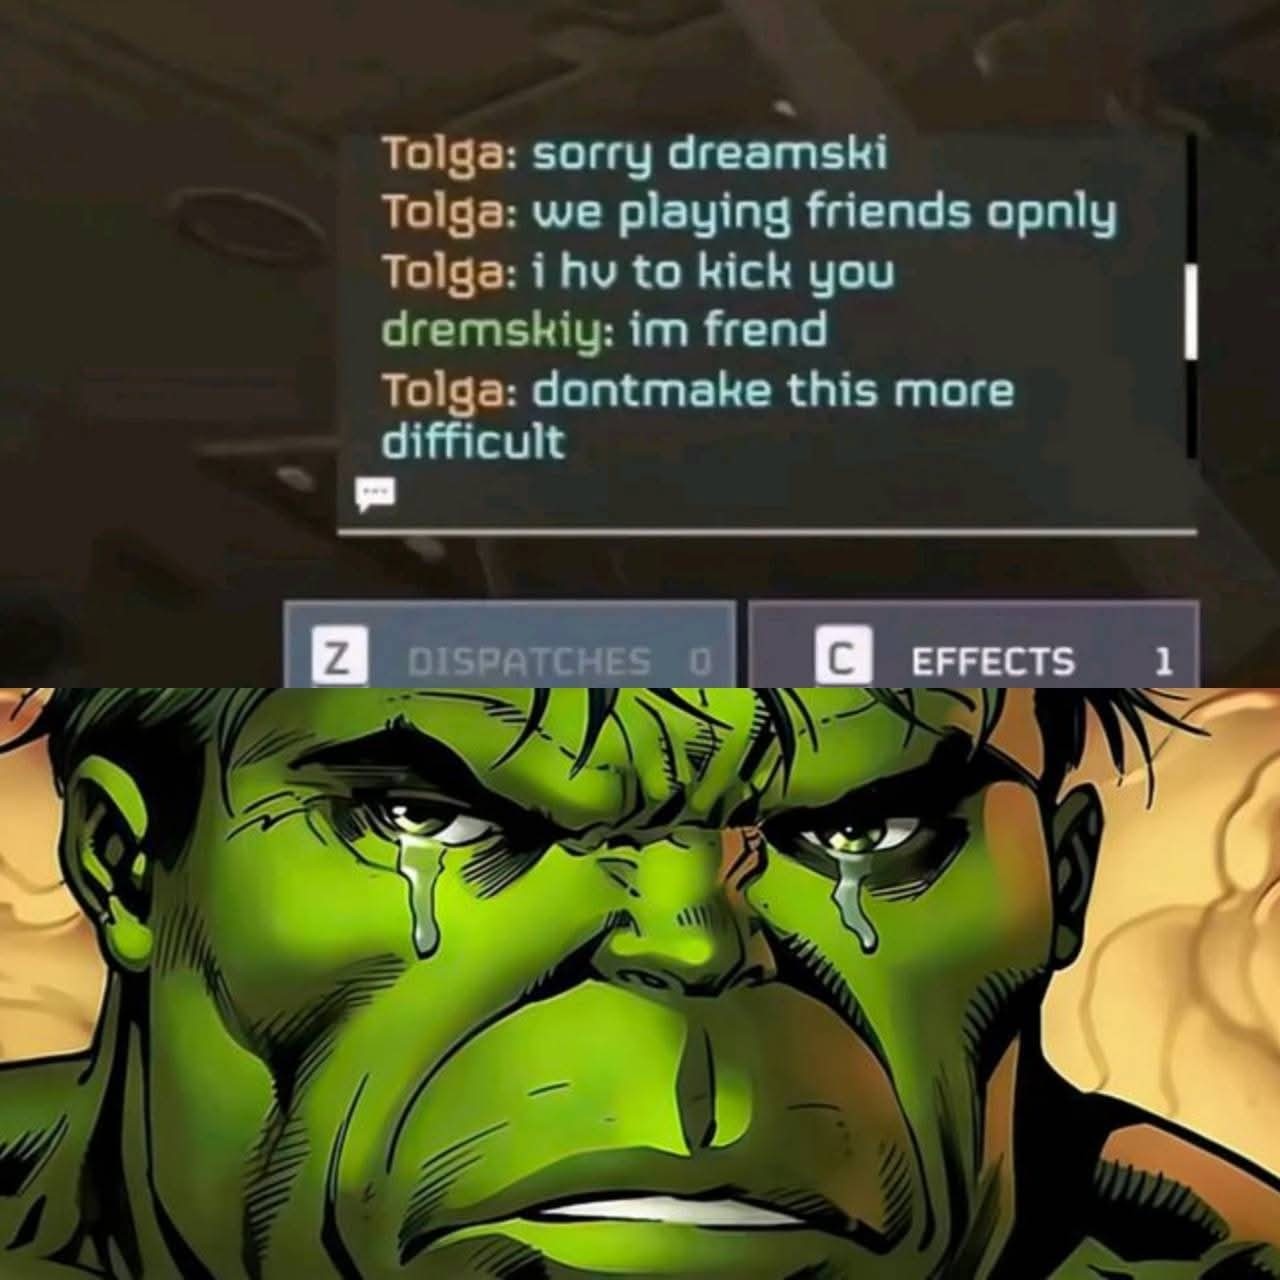 Tolga: sorry dreamski
Tolga: we playing friends opnly
Tolga: i hv to kick you
dremskiy: im frend
Tolga: dontmake this more
difficult
Z DISPATCHES 0 C EFFECTS 1